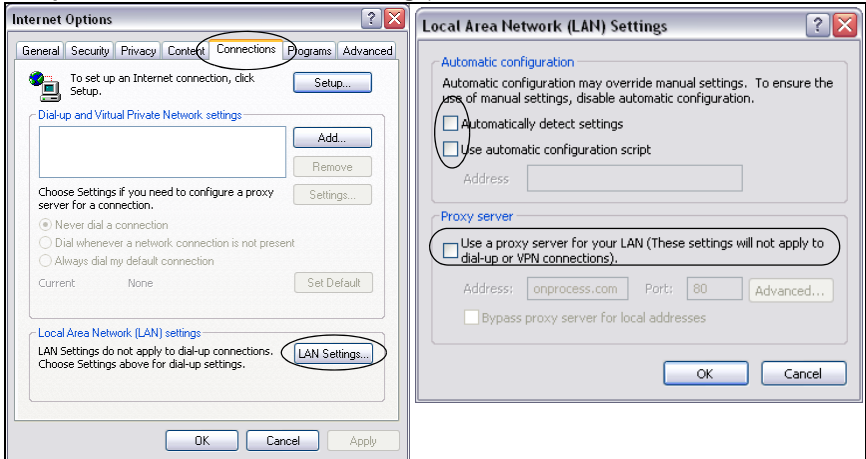 Internet Options
General Security Privacy Content Connections Programs Advanced
To set up an Internet connection, click
Setup.
Setup...
Dial-up and Virtual Private Network settings
Add...
Remove
Choose Settings if you need to configure a proxy
server for a connection.
Settings...
Never dial a connection
Dial whenever a network connection is not present
Always dial my default connection
Current None
Set Default
Local Area Network (LAN) settings
LAN Settings do not apply to dial-up connections.
Choose Settings above for dial-up settings.
LAN Settings...
OK Cancel Apply
Local Area Network (LAN) Settings
Automatic configuration
Automatic configuration may override manual settings. To ensure the
use of manual settings, disable automatic configuration.
Automatically detect settings
Use automatic configuration script
Address
Proxy server
Use a proxy server for your LAN (These settings will not apply to
dial-up or VPN connections).
Address: onprocess.com Port: 80 Advanced...
Bypass proxy server for local addresses
OK Cancel